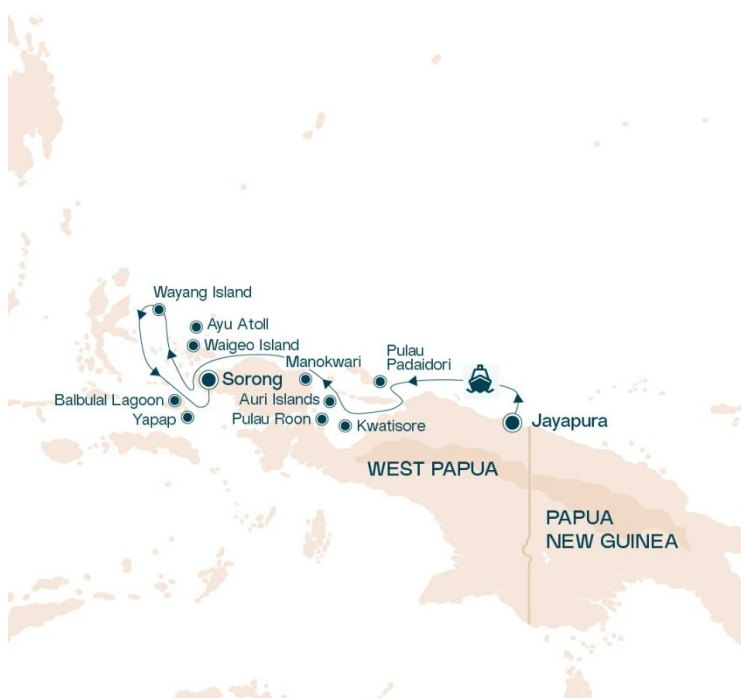 Wayang Island
Ayu Atoll
Waigeo Island
Manokwari
Pulau
Padaidori
Sorong
Balbulal Lagoon
Auri Islands
Yapap
Pulau Roon
Kwatisore
Jayapura
WEST PAPUA
PAPUA
NEW GUINEA